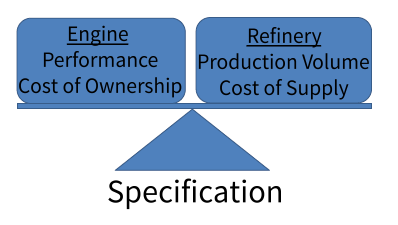 Engine
Performance
Cost of Ownership
Refinery
Production Volume
Cost of Supply
Specification